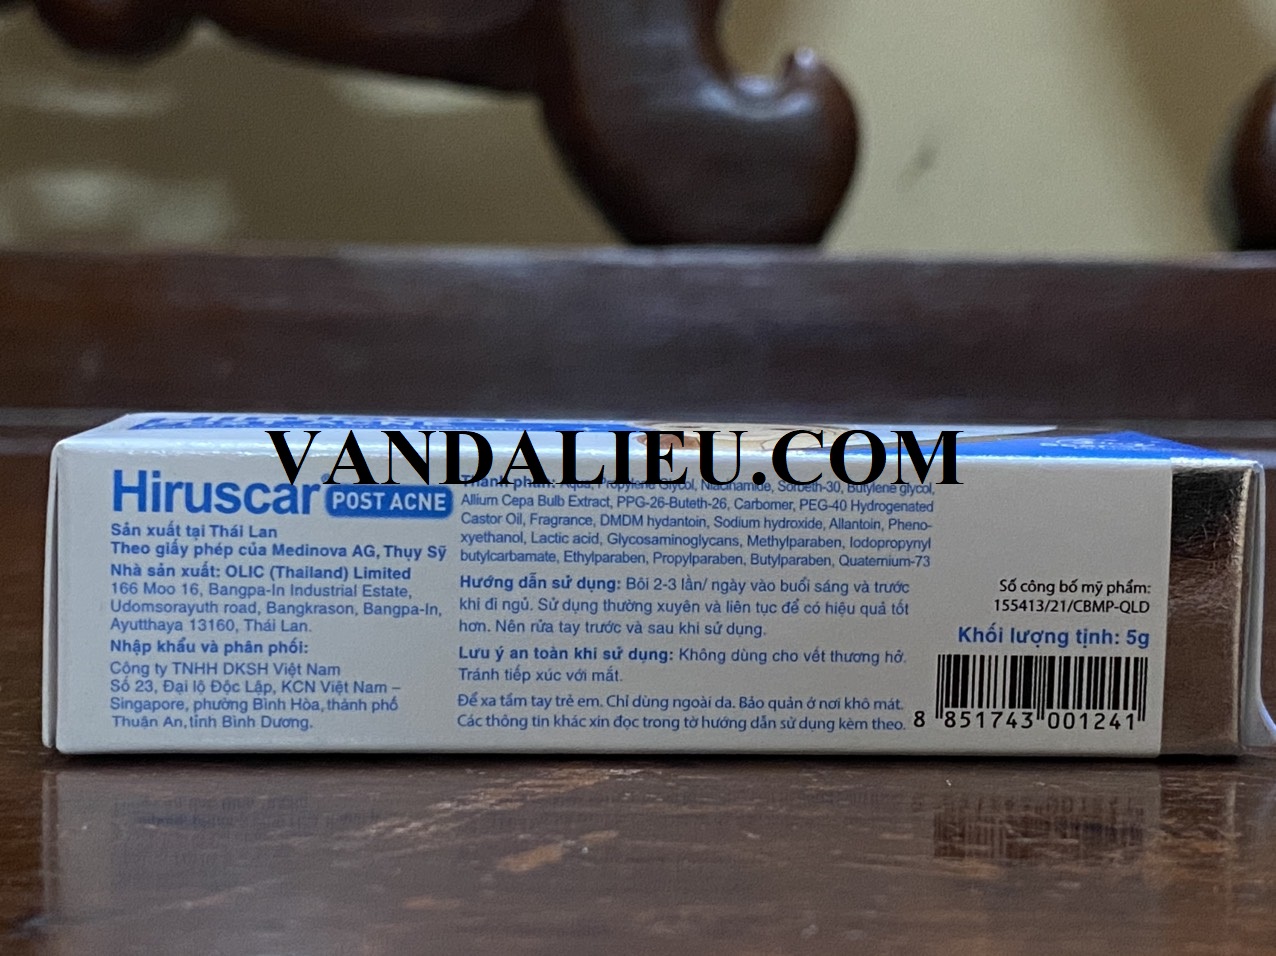 VANDALIEU.COM
Hiruscar
POST ACNE
Sản xuất tại Thái Lan
Theo giấy phép của Medinova AG, Thụy Sỹ
Nhà sản xuất: OLIC (Thailand) Limited
166 Moo 16, Bangpa-In Industrial Estate,
Udomsorayuth road, Bangkrason, Bangpa-In,
Ayutthaya 13160, Thái Lan.
Nhập khẩu và phân phối:
Công ty TNHH DKSH Việt Nam
Số 23, Đại lộ Độc Lập, KCN Việt Nam –
Singapore, phường Bình Hòa, thành phố
Thuận An, tỉnh Bình Dương.
Thành phần: Aqua, Propylene Glycol, Niacinamide, Sorbeth-30, Butylene glycol,
Allium Cepa Bulb Extract, PPG-26-Buteth-26, Carbomer, PEG-40 Hydrogenated
Castor Oil, Fragrance, DMDM hydantoin, Sodium hydroxide, Allantoin, Pheno-
xyethanol, Lactic acid, Glycosaminoglycans, Methylparaben, Iodopropynyl
butylcarbamate, Ethylparaben, Propylparaben, Butylparaben, Quaternium-73
Hướng dẫn sử dụng: Bôi 2-3 lần/ ngày vào buổi sáng và trước
khi đi ngủ. Sử dụng thường xuyên và liên tục để có hiệu quả tốt
hơn. Nên rửa tay trước và sau khi sử dụng.
Lưu ý an toàn khi sử dụng: Không dùng cho vết thương hở.
Tránh tiếp xúc với mắt.
Để xa tầm tay trẻ em. Chỉ dùng ngoài da. Bảo quản ở nơi khô mát.
Các thông tin khác xin đọc trong tờ hướng dẫn sử dụng kèm theo.
Số công bố mỹ phẩm:
155413/21/CBMP-QLD
Khối lượng tịnh: 5g
8 851743 001241